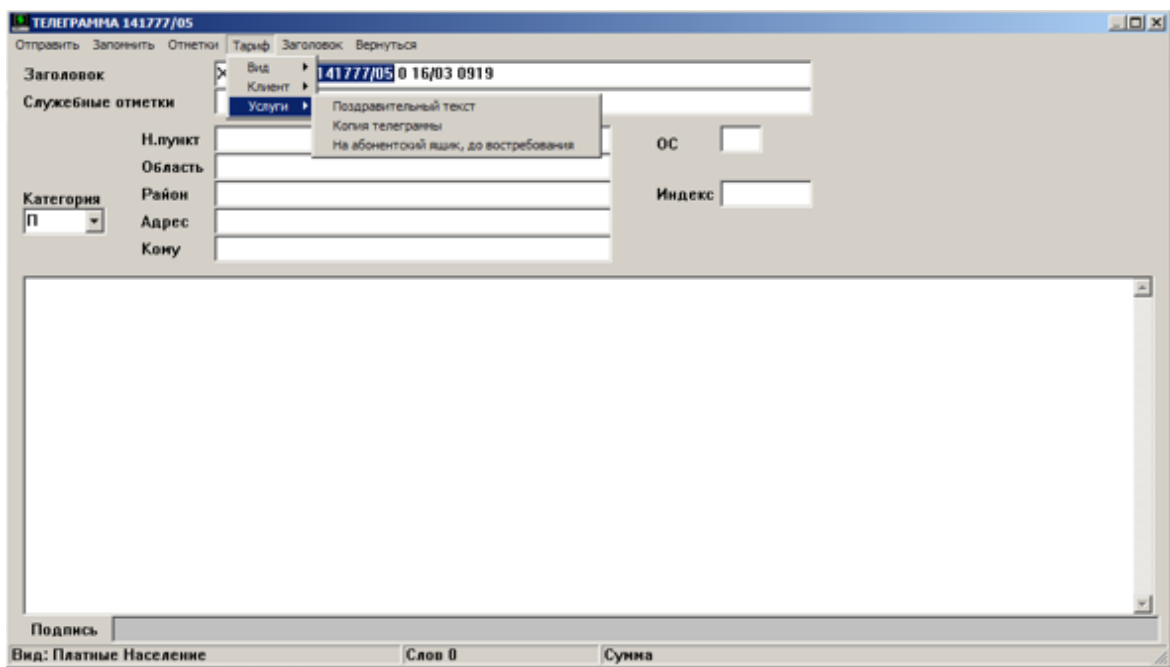 ТЕЛЕГРАММА 141777/05
Отправить Запомнить Отметки Тариф Заголовок Вернуться
Заголовок 141777/05 0 16/03 0919
Вид
Клиент
Служебные отметки
Услуги
Поздравительный текст
Копия телеграммы
На абонентский ящик, до востребования
Н.пункт
ОС
Область
Категория
Район
Индекс
П
Адрес
Кому
Подпись
Вид: Платные Население Слов 0 Сумма